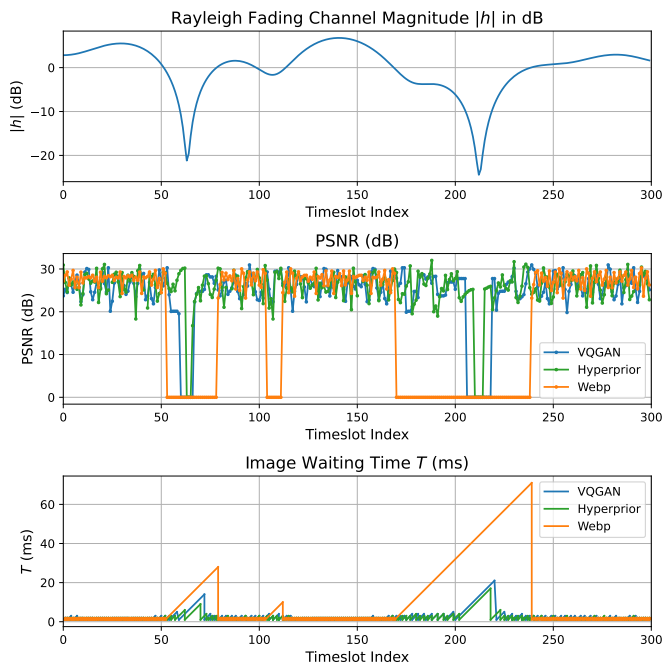 Rayleigh Fading Channel Magnitude |h| in dB
|h| (dB)
0
−10
−20
0 50 100 150 200 250 300
Timeslot Index
PSNR (dB)
PSNR (dB)
30
20
10
0
VQGAN
Hyperprior
Webp
0 50 100 150 200 250 300
Timeslot Index
Image Waiting Time T (ms)
T (ms)
60
40
20
0
VQGAN
Hyperprior
Webp
0 50 100 150 200 250 300
Timeslot Index